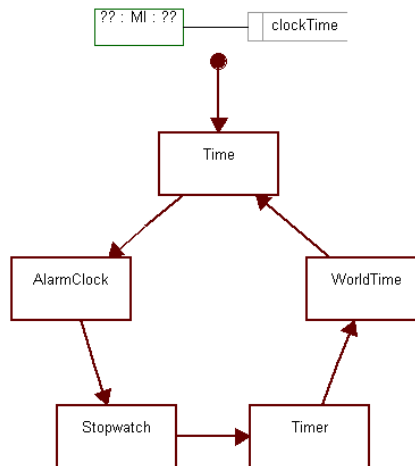 ?? : MI : ??
clockTime
Time
AlarmClock
WorldTime
Stopwatch
Timer